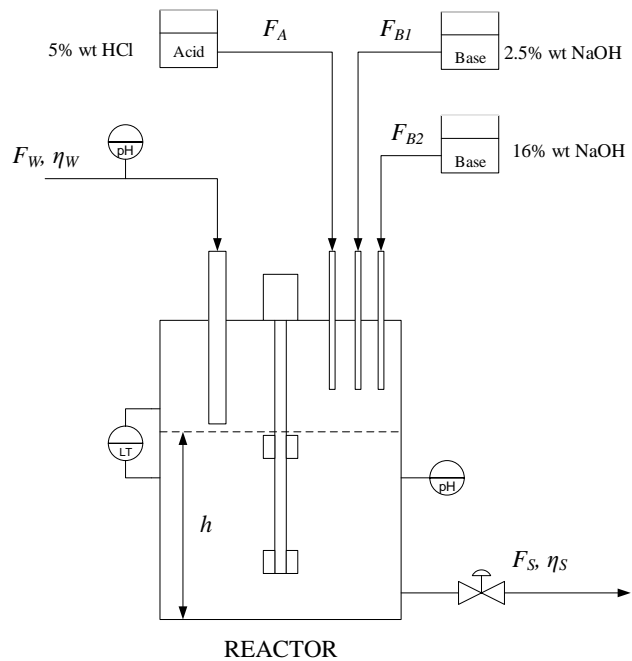 5% wt HCl
Acid
F_A
F_B1
Base
2.5% wt NaOH
F_B2
Base
16% wt NaOH
pH
F_W, η_W
LT
pH
h
F_S, η_S
REACTOR